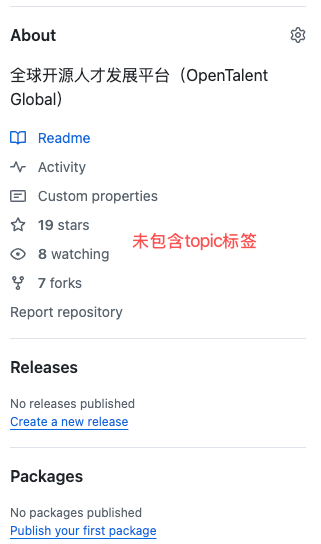 About
全球开源人才发展平台（OpenTalent
Global）
Readme
Activity
Custom properties
19 stars
未包含topic标签
8 watching
7 forks
Report repository
Releases
No releases published
Create a new release
Packages
No packages published
Publish your first package